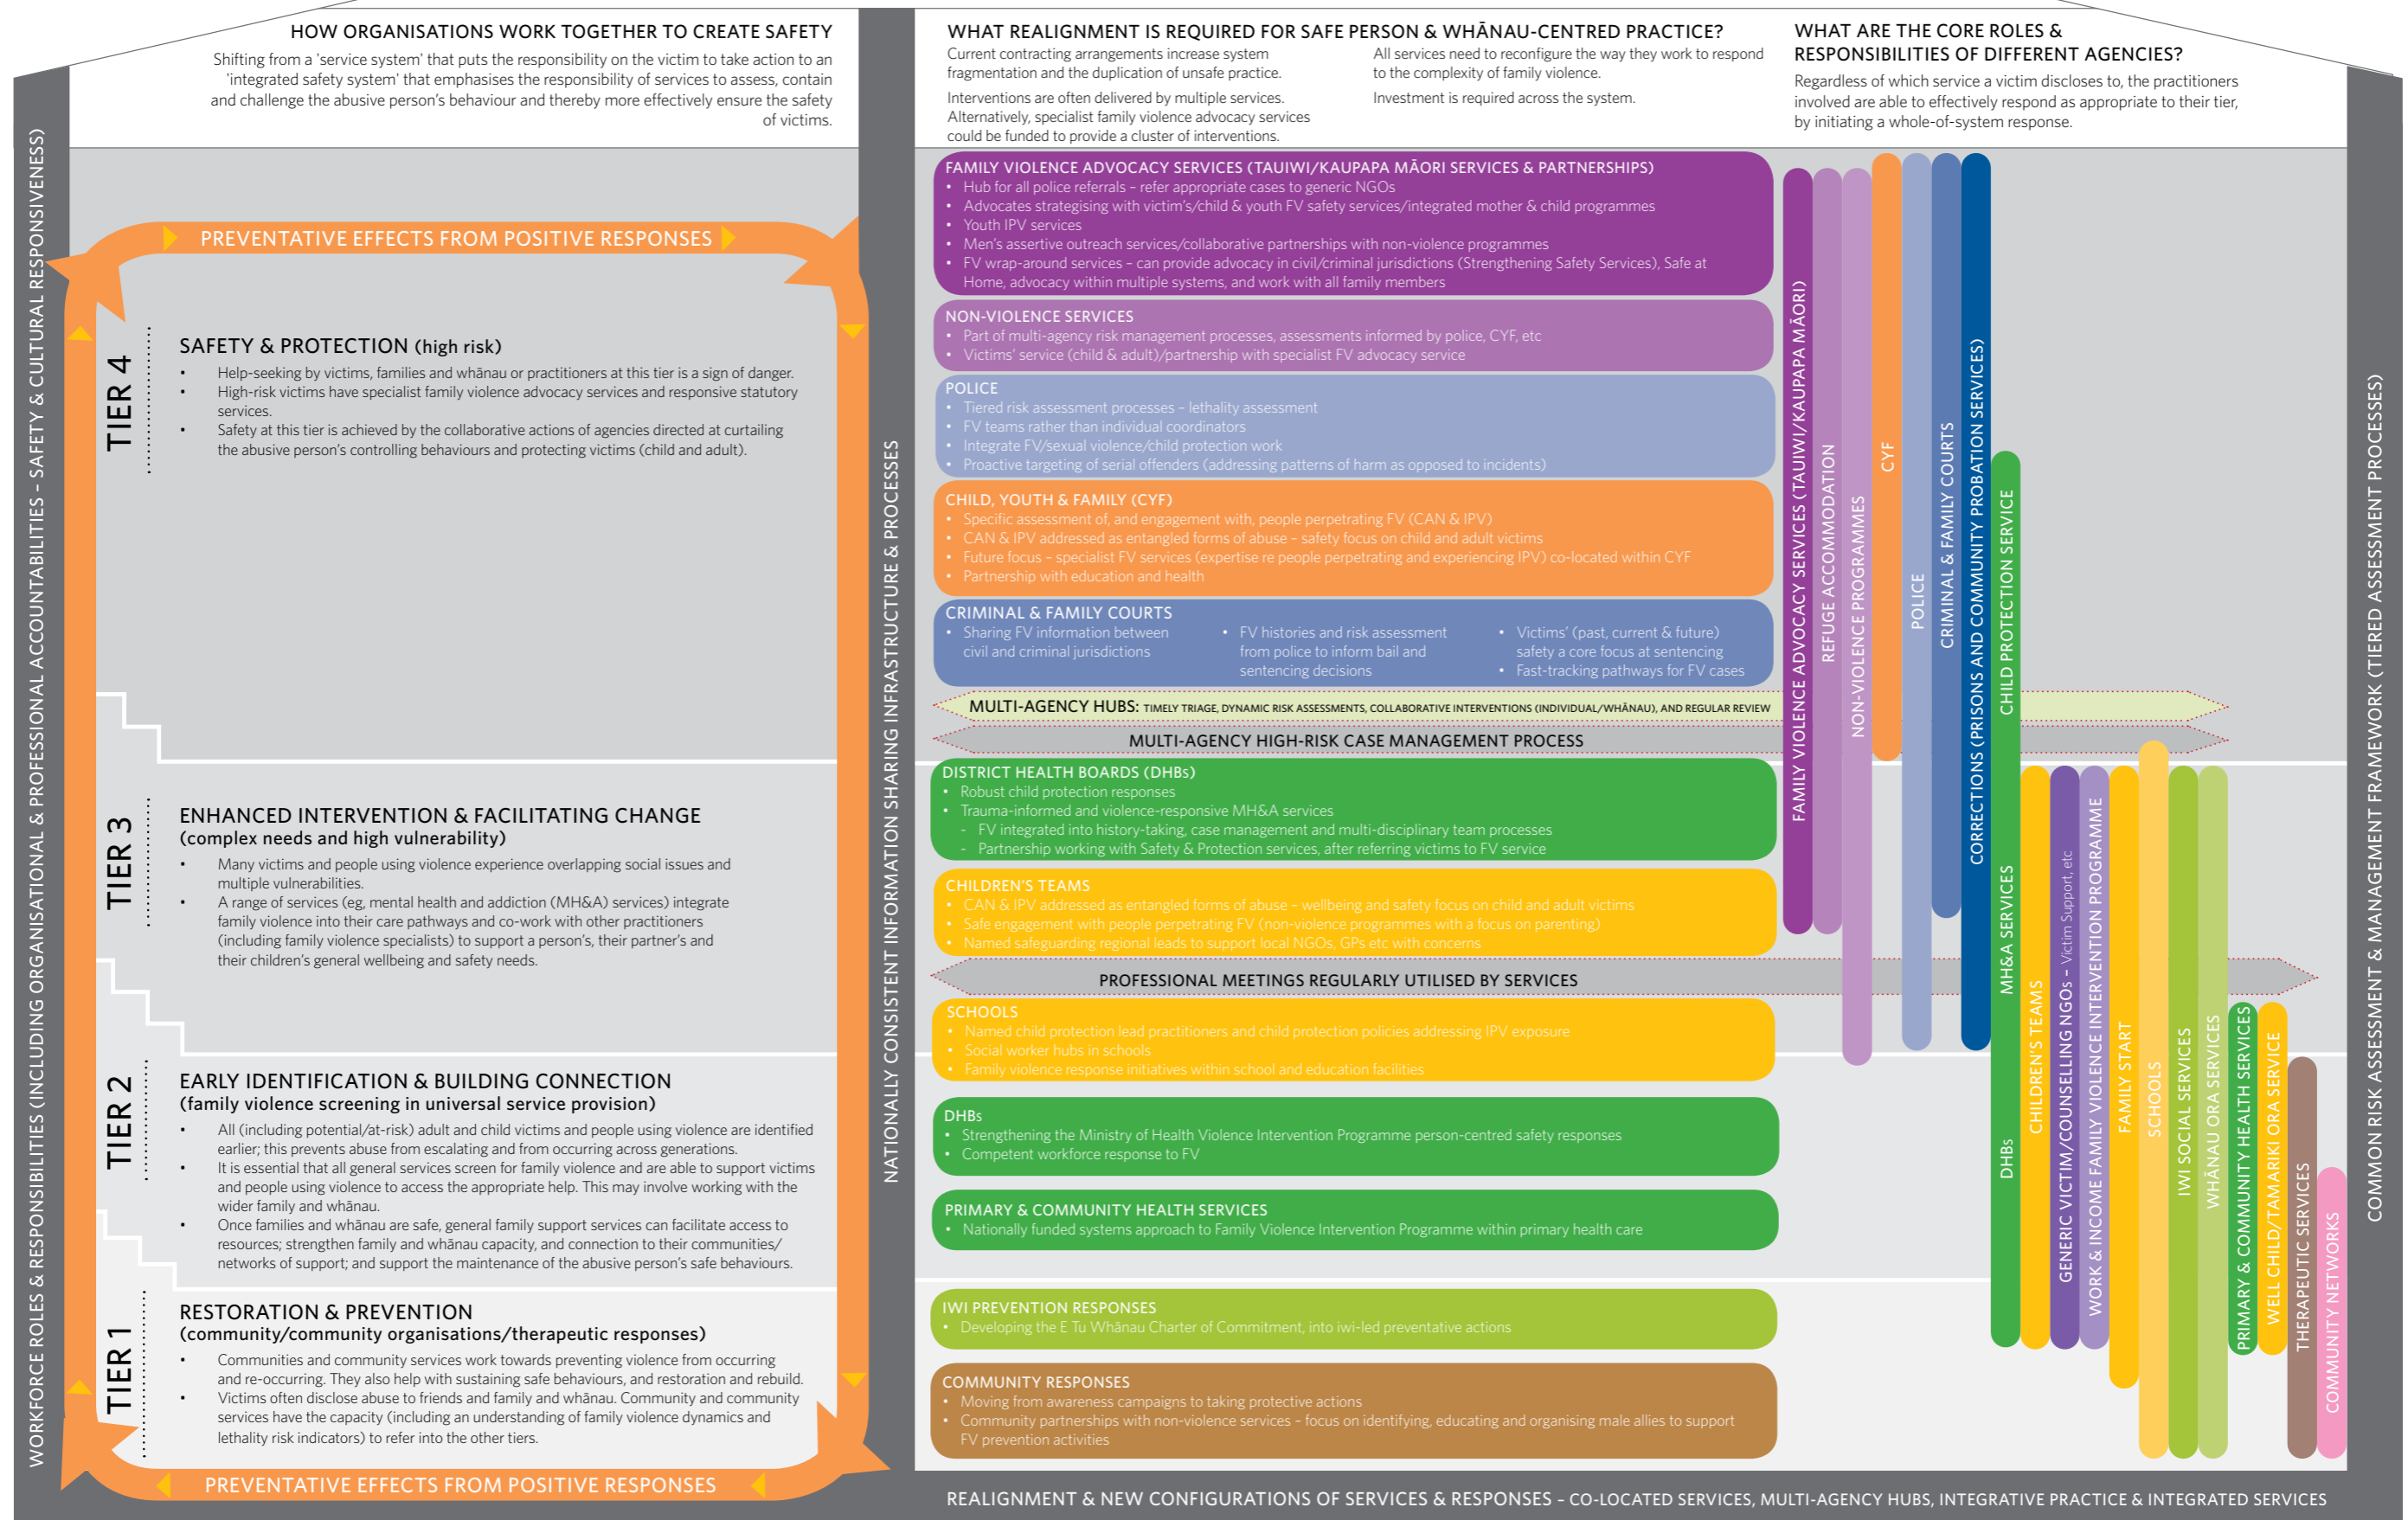 HOW ORGANISATIONS WORK TOGETHER TO CREATE SAFETY
Shifting from a 'service system' that puts the responsibility on the victim to take action to an
'integrated safety system' that emphasises the responsibility of services to assess, contain
and challenge the abusive person's behaviour and thereby more effectively ensure the safety
of victims.
WHAT REALIGNMENT IS REQUIRED FOR SAFE PERSON & WHĀNAU-CENTRED PRACTICE?
Current contracting arrangements increase system
fragmentation and the duplication of unsafe practice.
Interventions are often delivered by multiple services.
Alternatively, specialist family violence advocacy services
could be funded to provide a cluster of interventions.
All services need to reconfigure the way they work to respond
to the complexity of family violence.
Investment is required across the system.
WHAT ARE THE CORE ROLES &
RESPONSIBILITIES OF DIFFERENT AGENCIES?
Regardless of which service a victim discloses to, the practitioners
involved are able to effectively respond as appropriate to their tier,
by initiating a whole-of-system response.
WORKFORCE ROLES & RESPONSIBILITIES (INCLUDING ORGANISATIONAL & PROFESSIONAL ACCOUNTABILITIES – SAFETY & CULTURAL RESPONSIVENESS)
PREVENTATIVE EFFECTS FROM POSITIVE RESPONSES
TIER 4
SAFETY & PROTECTION (high risk)
• Help-seeking by victims, families and whānau or practitioners at this tier is a sign of danger.
• High-risk victims have specialist family violence advocacy services and responsive statutory
services.
• Safety at this tier is achieved by the collaborative actions of agencies directed at curtailing
the abusive person's controlling behaviours and protecting victims (child and adult).
TIER 3
ENHANCED INTERVENTION & FACILITATING CHANGE
(complex needs and high vulnerability)
• Many victims and people using violence experience overlapping social issues and
multiple vulnerabilities.
• A range of services (eg, mental health and addiction (MH&A) services) integrate
family violence into their care pathways and co-work with other practitioners
(including family violence specialists) to support a person's, their partner's and
their children's general wellbeing and safety needs.
TIER 2
EARLY IDENTIFICATION & BUILDING CONNECTION
(family violence screening in universal service provision)
• All (including potential/at-risk) adult and child victims and people using violence are identified
earlier; this prevents abuse from escalating and from occurring across generations.
• It is essential that all general services screen for family violence and are able to support victims
and people using violence to access the appropriate help. This may involve working with the
wider family and whānau.
• Once families and whānau are safe, general family support services can facilitate access to
resources; strengthen family and whānau capacity, and connection to their communities/
networks of support; and support the maintenance of the abusive person's safe behaviours.
TIER 1
RESTORATION & PREVENTION
(community/community organisations/therapeutic responses)
• Communities and community services work towards preventing violence from occurring
and re-occurring. They also help with sustaining safe behaviours, and restoration and rebuild.
• Victims often disclose abuse to friends and family and whānau. Community and community
services have the capacity (including an understanding of family violence dynamics and
lethality risk indicators) to refer into the other tiers.
PREVENTATIVE EFFECTS FROM POSITIVE RESPONSES
NATIONALLY CONSISTENT INFORMATION SHARING INFRASTRUCTURE & PROCESSES
FAMILY VIOLENCE ADVOCACY SERVICES (TAUIWI/KAUPAPA MĀORI SERVICES & PARTNERSHIPS)
• Hub for all police referrals – refer appropriate cases to generic NGOs
• Advocates strategising with victim's/child & youth FV safety services/integrated mother & child programmes
• Youth IPV services
• Men's assertive outreach services/collaborative partnerships with non-violence programmes
• FV wrap-around services – can provide advocacy in civil/criminal jurisdictions (Strengthening Safety Services), Safe at
Home, advocacy within multiple systems, and work with all family members
NON-VIOLENCE SERVICES
• Part of multi-agency risk management processes, assessments informed by police, CYF, etc
• Victims' service (child & adult)/partnership with specialist FV advocacy service
POLICE
• Tiered risk assessment processes – lethality assessment
• FV teams rather than individual coordinators
• Integrate FV/sexual violence/child protection work
• Proactive targeting of serial offenders (addressing patterns of harm as opposed to incidents)
CHILD, YOUTH & FAMILY (CYF)
• Specific assessment of, and engagement with, people perpetrating FV (CAN & IPV)
• CAN & IPV addressed as entangled forms of abuse – safety focus on child and adult victims
• Future focus – specialist FV services (expertise re people perpetrating and experiencing IPV) co-located within CYF
• Partnership with education and health
CRIMINAL & FAMILY COURTS
• Sharing FV information between
civil and criminal jurisdictions
• FV histories and risk assessment
from police to inform bail and
sentencing decisions
• Victims' (past, current & future)
safety a core focus at sentencing
• Fast-tracking pathways for FV cases
MULTI-AGENCY HUBS: TIMELY TRIAGE, DYNAMIC RISK ASSESSMENTS, COLLABORATIVE INTERVENTIONS (INDIVIDUAL/WHĀNAU), AND REGULAR REVIEW
MULTI-AGENCY HIGH-RISK CASE MANAGEMENT PROCESS
DISTRICT HEALTH BOARDS (DHBs)
• Robust child protection responses
• Trauma-informed and violence-responsive MH&A services
- FV integrated into history-taking, case management and multi-disciplinary team processes
- Partnership working with Safety & Protection services, after referring victims to FV service
CHILDREN'S TEAMS
• CAN & IPV addressed as entangled forms of abuse – wellbeing and safety focus on child and adult victims
• Safe engagement with people perpetrating FV (non-violence programmes with a focus on parenting)
• Named safeguarding regional leads to support local NGOs, GPs etc with concerns
PROFESSIONAL MEETINGS REGULARLY UTILISED BY SERVICES
SCHOOLS
• Named child protection lead practitioners and child protection policies addressing IPV exposure
• Social worker hubs in schools
• Family violence response initiatives within school and education facilities
DHBs
• Strengthening the Ministry of Health Violence Intervention Programme person-centred safety responses
• Competent workforce response to FV
PRIMARY & COMMUNITY HEALTH SERVICES
• Nationally funded systems approach to Family Violence Intervention Programme within primary health care
IWI PREVENTION RESPONSES
• Developing the E Tu Whānau Charter of Commitment, into iwi-led preventative actions
COMMUNITY RESPONSES
• Moving from awareness campaigns to taking protective actions
• Community partnerships with non-violence services – focus on identifying, educating and organising male allies to support
FV prevention activities
FAMILY VIOLENCE ADVOCACY SERVICES (TAUIWI/KAUPAPA MĀORI)
REFUGE ACCOMMODATION
NON-VIOLENCE PROGRAMMES
CYF
POLICE
CRIMINAL & FAMILY COURTS
CORRECTIONS (PRISONS AND COMMUNITY PROBATION SERVICES)
CHILD PROTECTION SERVICE
MH&A SERVICES
DHBs
CHILDREN'S TEAMS
GENERIC VICTIM/COUNSELLING NGOs – Victim Support, etc
WORK & INCOME FAMILY VIOLENCE INTERVENTION PROGRAMME
FAMILY START
SCHOOLS
IWI SOCIAL SERVICES
WHĀNAU ORA SERVICES
PRIMARY & COMMUNITY HEALTH SERVICES
WELL CHILD/TAMARIKI ORA SERVICE
THERAPEUTIC SERVICES
COMMUNITY NETWORKS
COMMON RISK ASSESSMENT & MANAGEMENT FRAMEWORK (TIERED ASSESSMENT PROCESSES)
REALIGNMENT & NEW CONFIGURATIONS OF SERVICES & RESPONSES – CO-LOCATED SERVICES, MULTI-AGENCY HUBS, INTEGRATIVE PRACTICE & INTEGRATED SERVICES